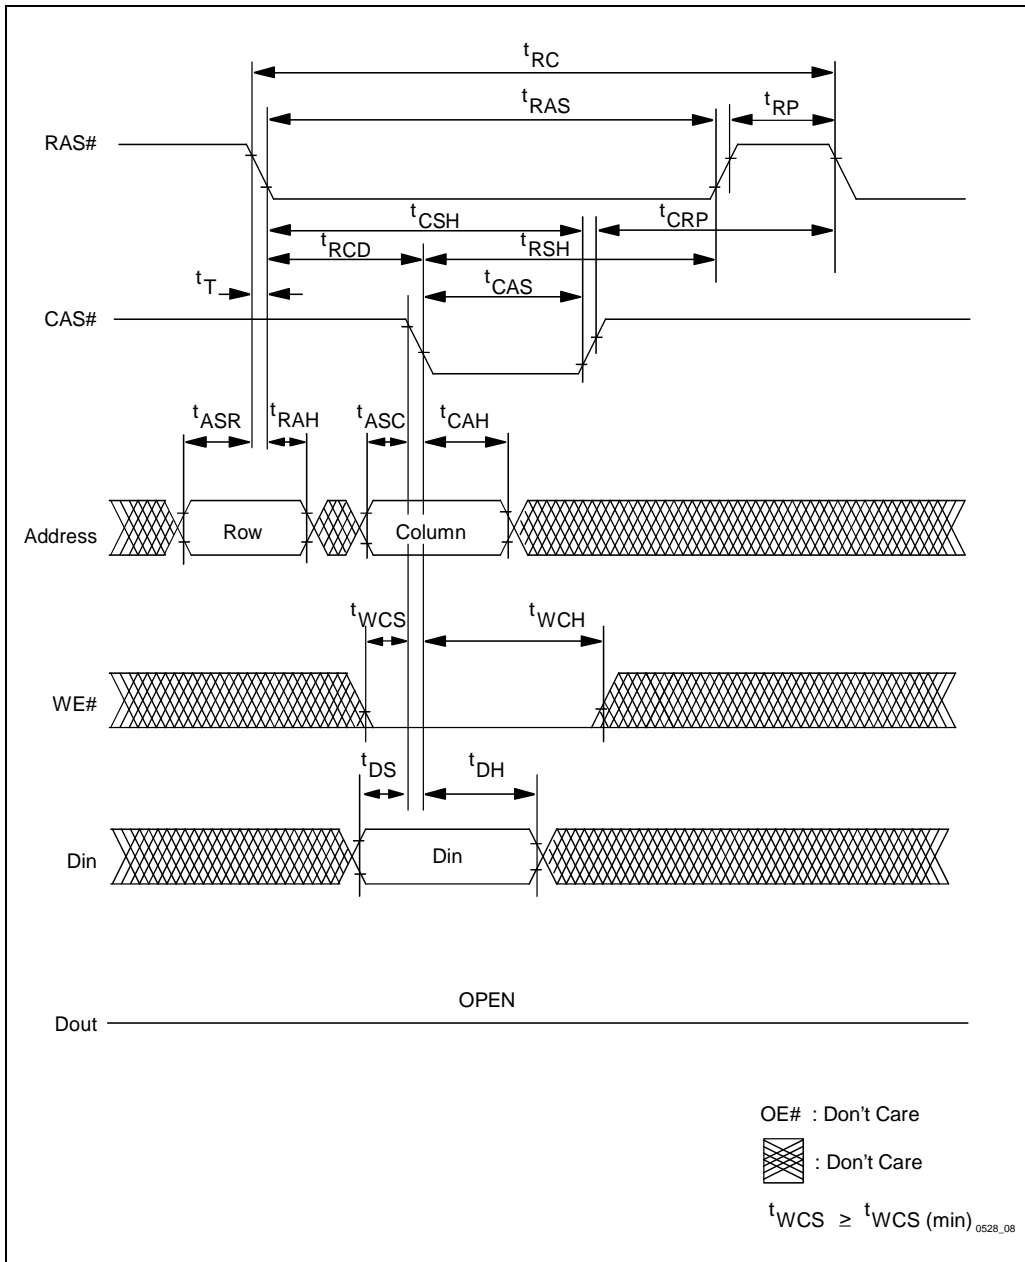 tRC
tRAS
tRP
RAS#
tCSH
tCRP
tRCD
tRSH
tT
tCAS
CAS#
tASR
tRAH
tASC
tCAH
Address
Row
Column
tWCS
tWCH
WE#
tDS
tDH
Din
Din
OPEN
Dout
OE# : Don't Care
: Don't Care
tWCS ≥ tWCS (min)
0528_08